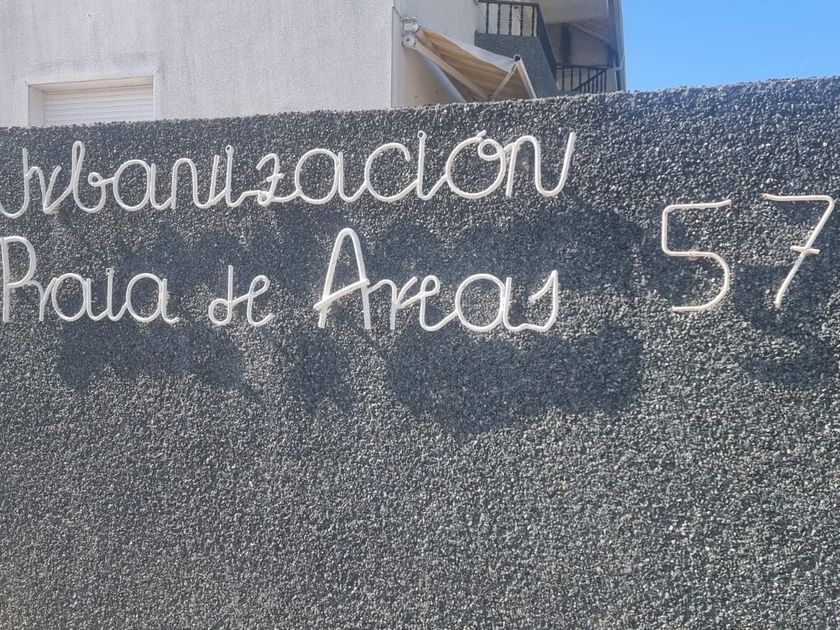 Urbanización
Praia de Areas 57